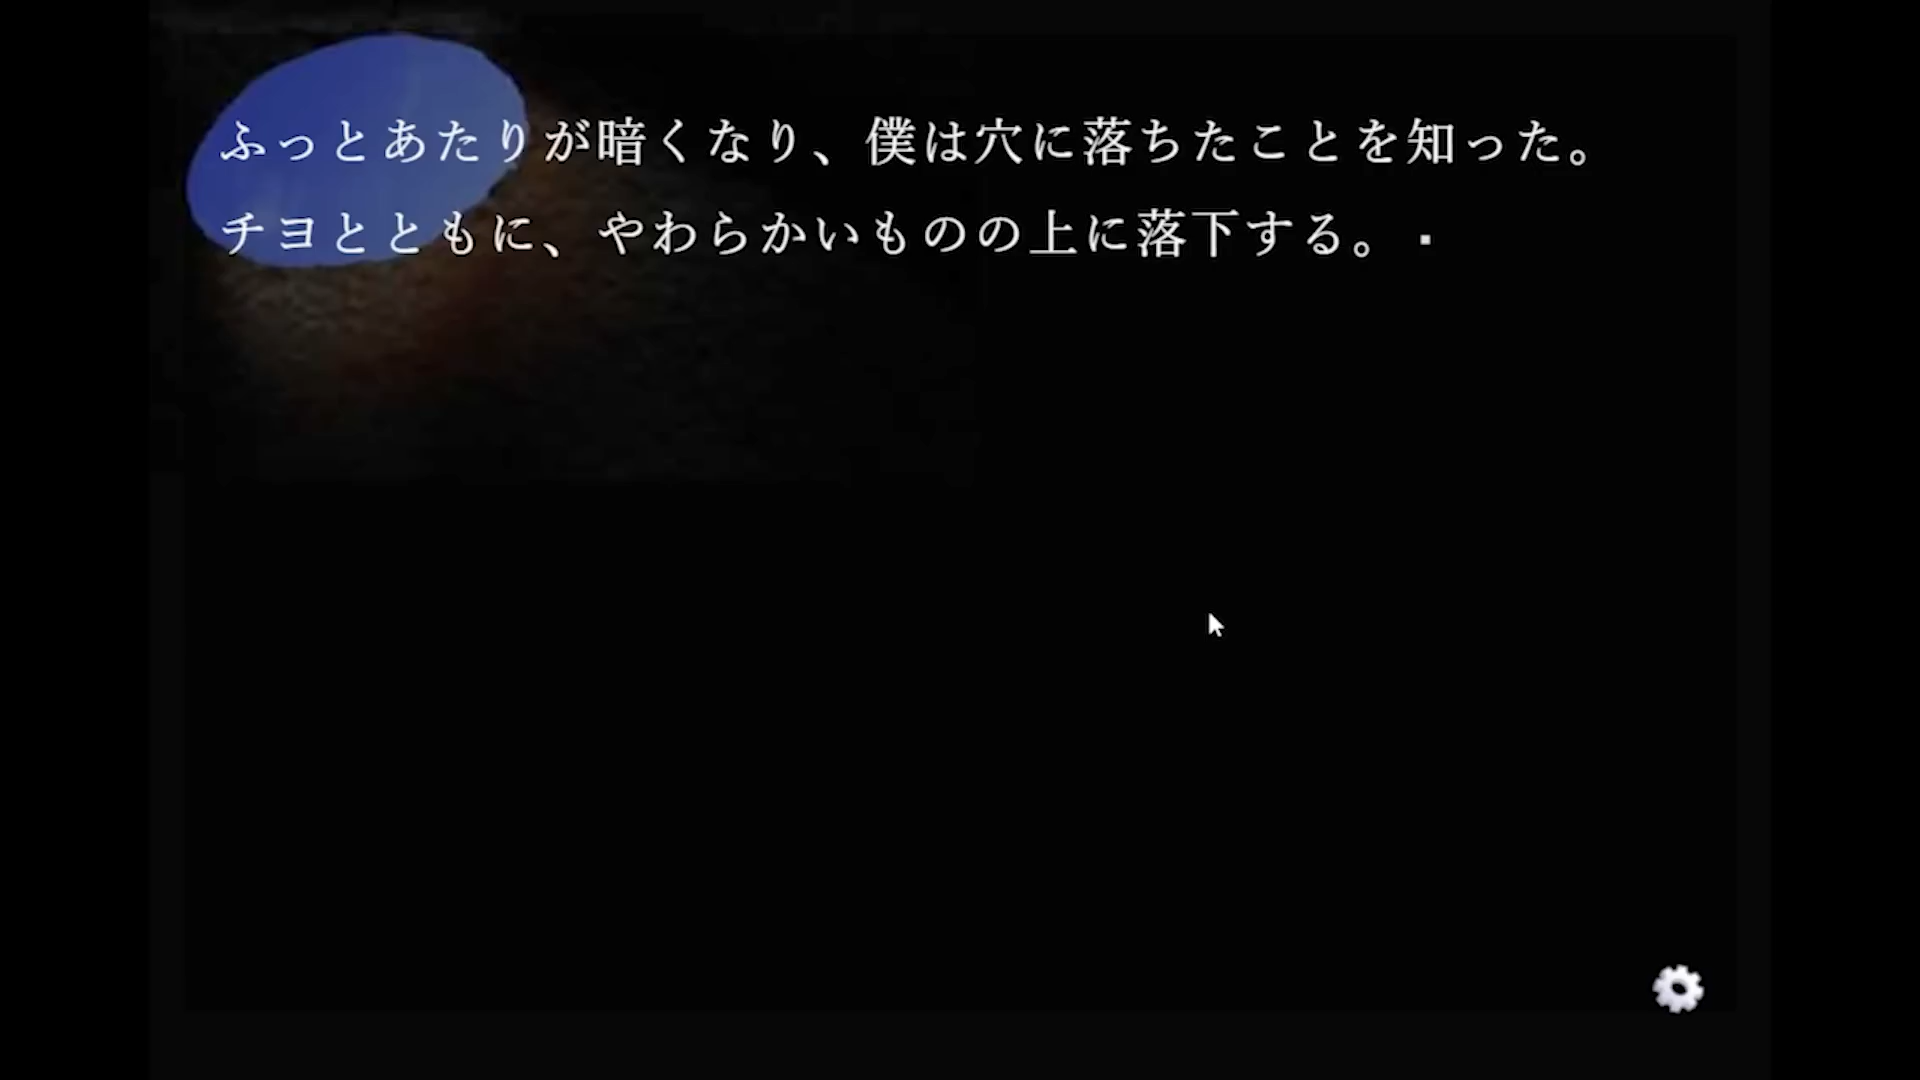 ふっとあたりが暗くなり、僕は穴に落ちたことを知った。
チヨとともに、やわらかいものの上に落下する。